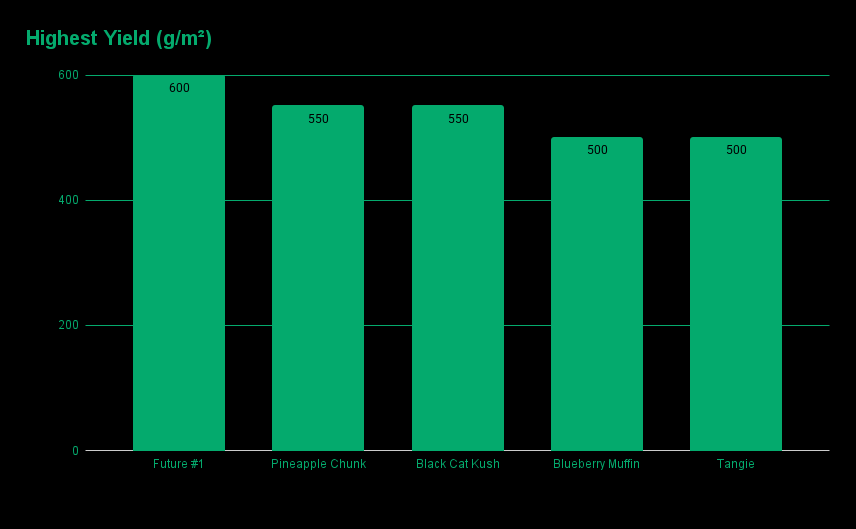 Highest Yield (g/m²)
600
400
200
0
600
550
550
500
500
Future #1
Pineapple Chunk
Black Cat Kush
Blueberry Muffin
Tangie